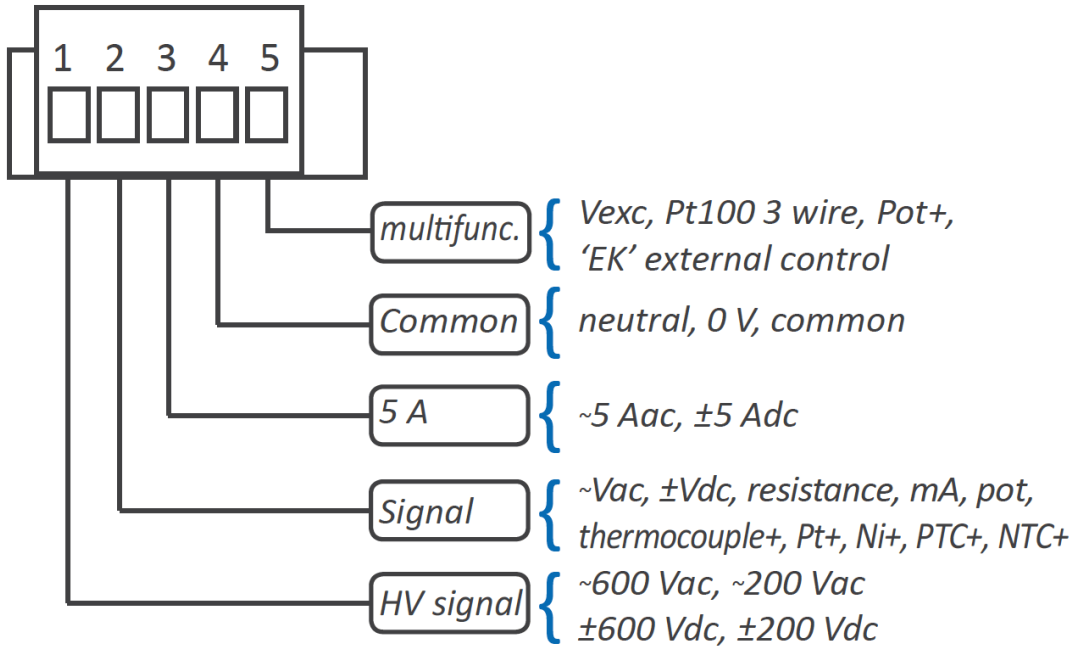 1 2 3 4 5
multifunc.
Vexc, Pt100 3 wire, Pot+,
‘EK’ external control
Common
neutral, 0 V, common
5 A
~5 Aac, ±5 Adc
Signal
~Vac, ±Vdc, resistance, mA, pot,
thermocouple+, Pt+, Ni+, PTC+, NTC+
HV signal
~600 Vac, ~200 Vac
±600 Vdc, ±200 Vdc